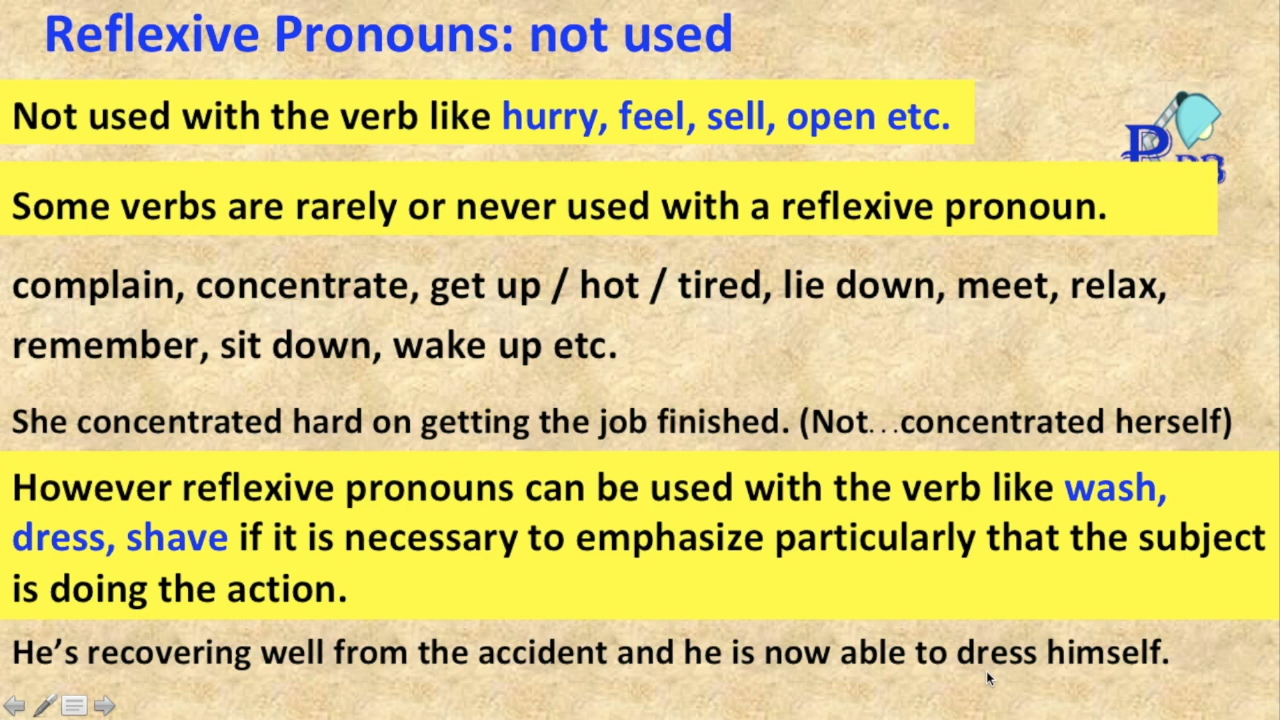 Reflexive Pronouns: not used
Not used with the verb like hurry, feel, sell, open etc.
Some verbs are rarely or never used with a reflexive pronoun.
complain, concentrate, get up / hot / tired, lie down, meet, relax,
remember, sit down, wake up etc.
She concentrated hard on getting the job finished. (Not...concentrated herself)
However reflexive pronouns can be used with the verb like wash,
dress, shave if it is necessary to emphasize particularly that the subject
is doing the action.
He’s recovering well from the accident and he is now able to dress himself.